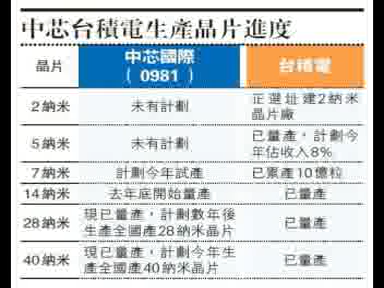 中芯台積電生產晶片進度
晶片
中芯國際
（0981）
台積電
2納米
未有計劃
正選址建2納米
晶片廠
5納米
未有計劃
已量產，計劃今
年佔收入8%
7納米
計劃今年試產
已累產10億粒
14納米
去年底開始量產
已量產
28納米
現已量產，計劃數年後
生產全國產28納米晶片
已量產
40納米
現已量產，計劃今年生
產全國產40納米晶片
已量產